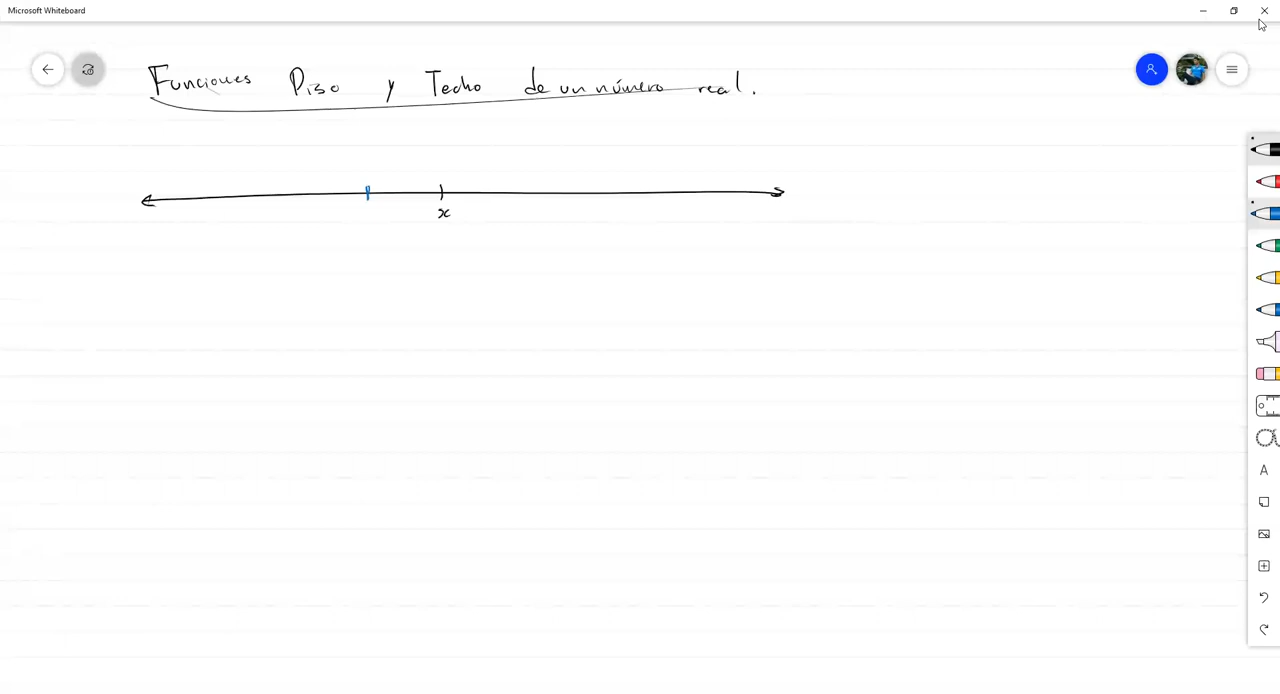 Microsoft Whiteboard
Funciones Piso y Techo de un número real.
x
A